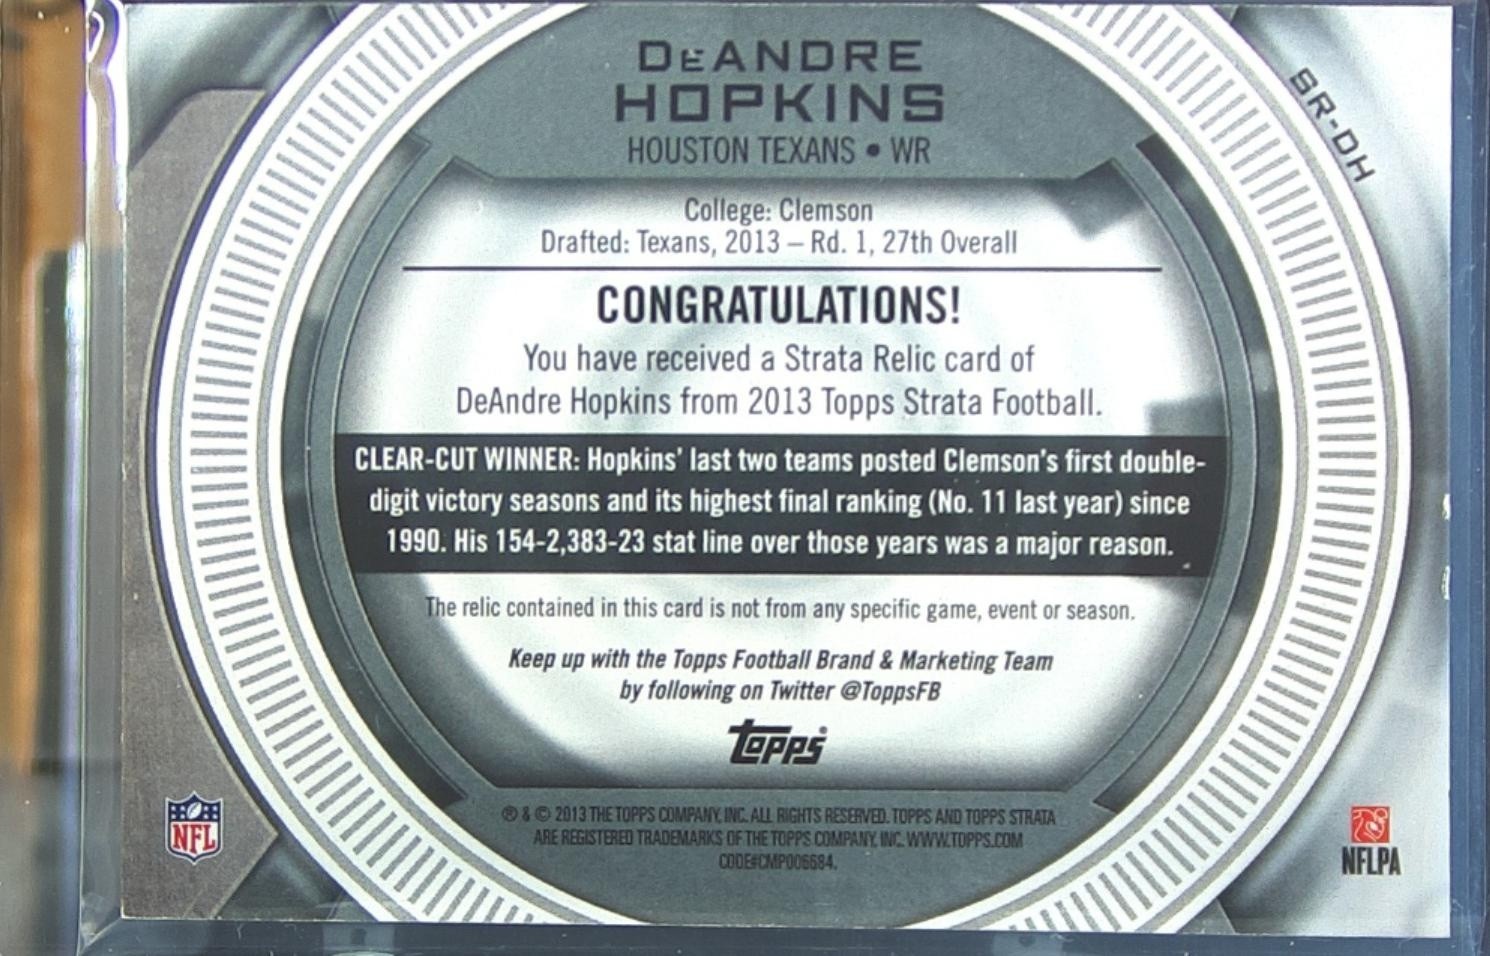 DeANDRE
HOPKINS
HOUSTON TEXANS • WR
SR-DH
College: Clemson
Drafted: Texans, 2013 – Rd. 1, 27th Overall
CONGRATULATIONS!
You have received a Strata Relic card of
DeAndre Hopkins from 2013 Topps Strata Football.
CLEAR-CUT WINNER: Hopkins’ last two teams posted Clemson’s first double-
digit victory seasons and its highest final ranking (No. 11 last year) since
1990. His 154-2,383-23 stat line over those years was a major reason.
The relic contained in this card is not from any specific game, event or season.
Keep up with the Topps Football Brand & Marketing Team
by following on Twitter @ToppsFB
topps®
® & © 2013 THE TOPPS COMPANY, INC. ALL RIGHTS RESERVED. TOPPS AND TOPPS STRATA
ARE REGISTERED TRADEMARKS OF THE TOPPS COMPANY, INC. WWW.TOPPS.COM
CODE#CMP006684.
NFL
NFLPA